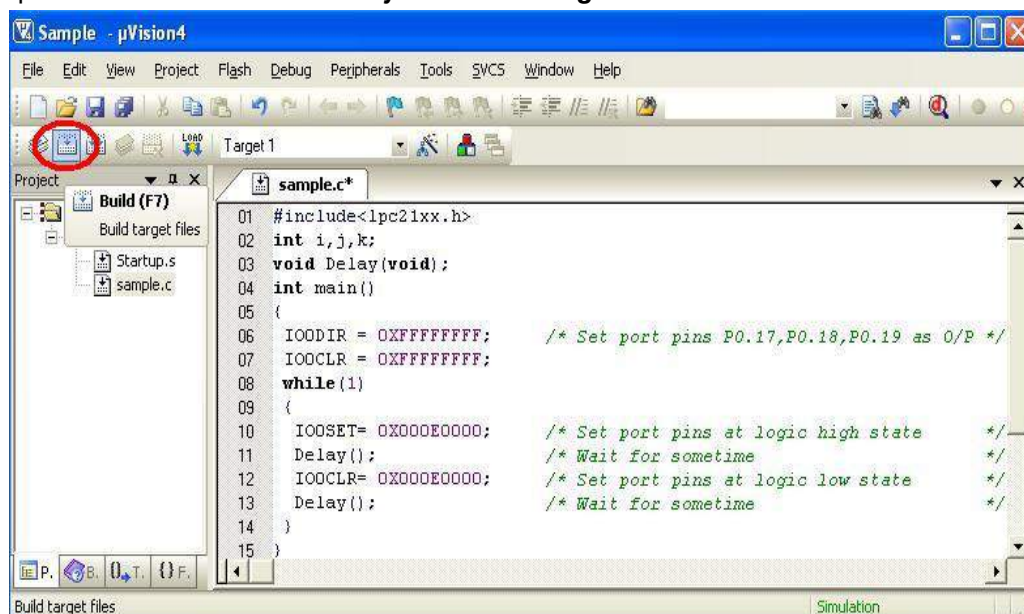 Sample - µVision4
File Edit View Project Flash Debug Peripherals Tools SVCS Window Help
LOAD Target 1
Project
sample.c*
Build (F7)
Build target files
Startup.s
sample.c
01 #include<lpc21xx.h>
02 int i,j,k;
03 void Delay(void);
04 int main()
05 {
06 IO0DIR = 0XFFFFFFFF; /* Set port pins P0.17,P0.18,P0.19 as O/P */
07 IO0CLR = 0XFFFFFFFF;
08 while(1)
09 {
10 IO0SET= 0X000E0000; /* Set port pins at logic high state */
11 Delay(); /* Wait for sometime */
12 IO0CLR= 0X000E0000; /* Set port pins at logic low state */
13 Delay(); /* Wait for sometime */
14 }
15 }
P. B. {} T. {} F.
Build target files Simulation